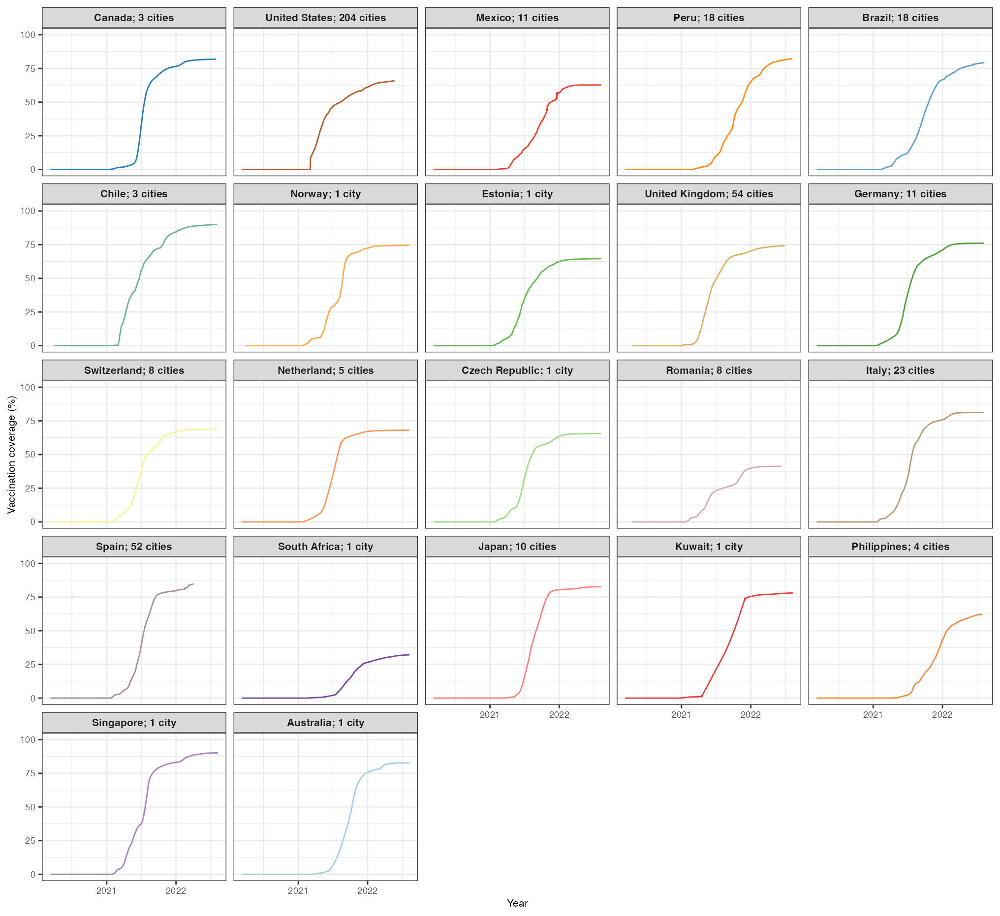 Canada; 3 cities
United States; 204 cities
Mexico; 11 cities
Peru; 18 cities
Brazil; 18 cities
100
75
50
25
0
Chile; 3 cities
Norway; 1 city
Estonia; 1 city
United Kingdom; 54 cities
Germany; 11 cities
100
75
50
25
0
Switzerland; 8 cities
Netherland; 5 cities
Czech Republic; 1 city
Romania; 8 cities
Italy; 23 cities
100
75
50
25
0
Vaccination coverage (%)
Spain; 52 cities
South Africa; 1 city
Japan; 10 cities
Kuwait; 1 city
Philippines; 4 cities
100
75
50
25
0
2021 2022
2021 2022
2021 2022
Singapore; 1 city
Australia; 1 city
100
75
50
25
0
2021 2022
2021 2022
Year